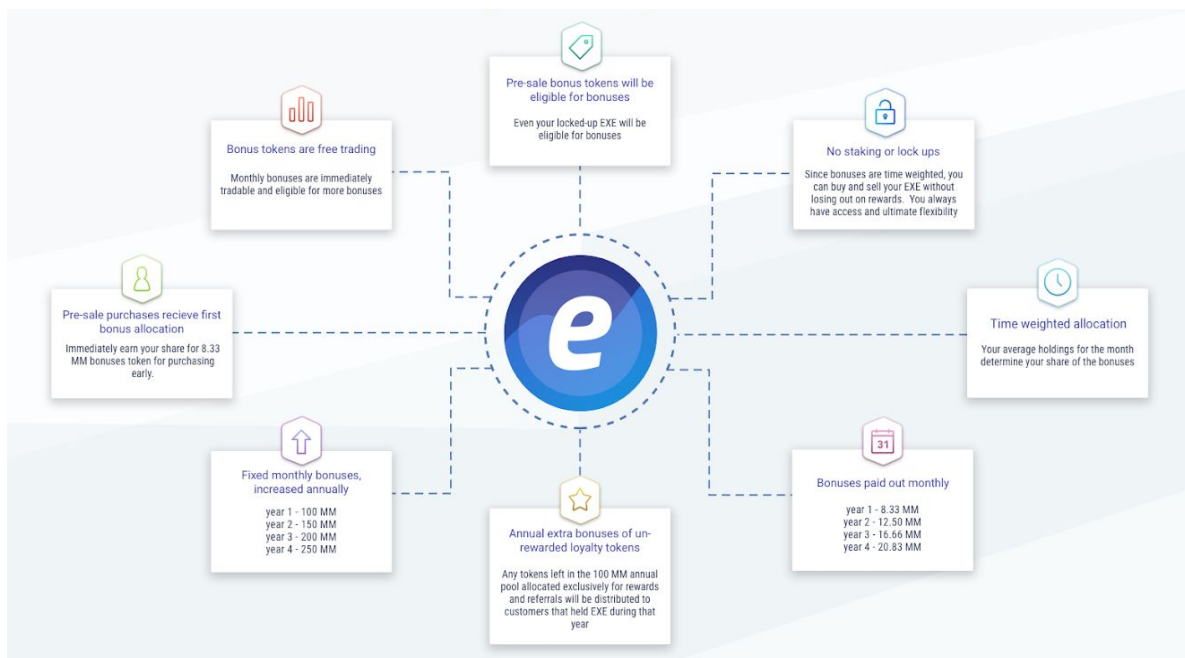 Pre-sale bonus tokens will be
eligible for bonuses
Even your locked-up EXE will be
eligible for bonuses
Bonus tokens are free trading
Monthly bonuses are immediately
tradable and eligible for more bonuses
No staking or lock ups
Since bonuses are time weighted, you
can buy and sell your EXE without
losing out on rewards. You always
have access and ultimate flexibility
Pre-sale purchases recieve first
bonus allocation
Immediately earn your share for 8.33
MM bonuses token for purchasing
early.
e
Time weighted allocation
Your average holdings for the month
determine your share of the bonuses
Fixed monthly bonuses,
increased annually
year 1 - 100 MM
year 2 - 150 MM
year 3 - 200 MM
year 4 - 250 MM
Annual extra bonuses of un-
rewarded loyalty tokens
Any tokens left in the 100 MM annual
pool allocated exclusively for rewards
and referrals will be distributed to
customers that held EXE during that
year
31
Bonuses paid out monthly
year 1 - 8.33 MM
year 2 - 12.50 MM
year 3 - 16.66 MM
year 4 - 20.83 MM